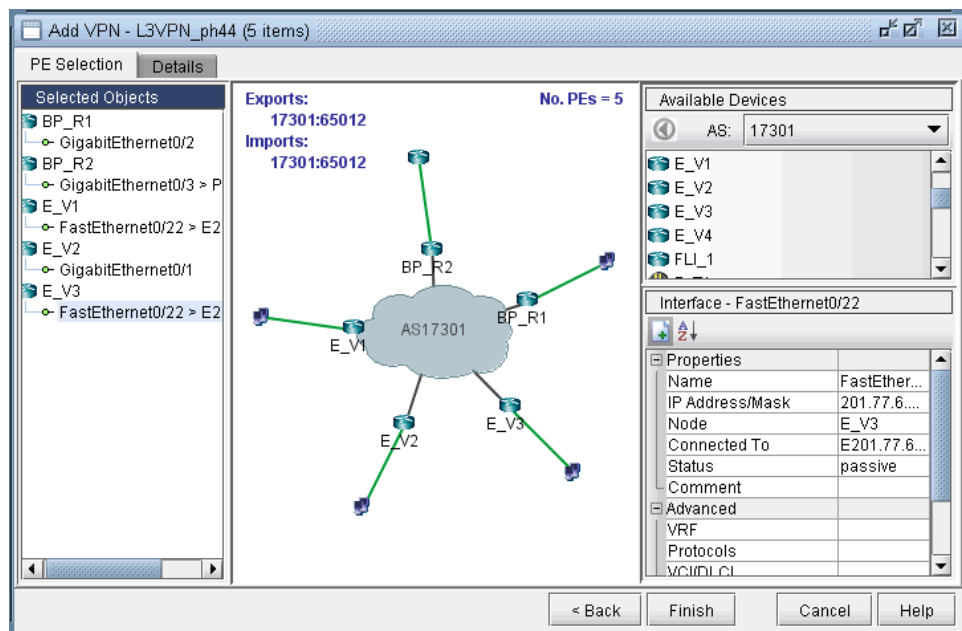 Add VPN - L3VPN_ph44 (5 items)
PE Selection
Details
Selected Objects
BP_R1
GigabitEthernet0/2
BP_R2
GigabitEthernet0/3 > P
E_V1
FastEthernet0/22 > E2
E_V2
GigabitEthernet0/1
E_V3
FastEthernet0/22 > E2
Exports:
17301:65012
Imports:
17301:65012
No. PEs = 5
BP_R2
BP_R1
AS17301
E_V1
E_V2
E_V3
Available Devices
AS: 17301
E_V1
E_V2
E_V3
E_V4
FLI_1
Interface - FastEthernet0/22
A
Z
Properties
Name FastEther...
IP Address/Mask 201.77.6....
Node E_V3
Connected To E201.77.6...
Status passive
Comment
Advanced
VRF
Protocols
VCI/DLCI
< Back
Finish
Cancel
Help